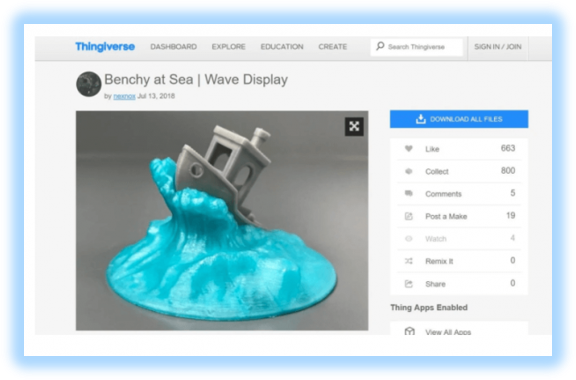 Thingiverse DASHBOARD EXPLORE EDUCATION CREATE Search Thingiverse SIGN IN / JOIN
Benchy at Sea | Wave Display
by nexnox Jul 13, 2018
DOWNLOAD ALL FILES
Like 663
Collect 800
Comments 5
Post a Make 19
Watch 4
Remix It 0
Share 0
Thing Apps Enabled
View All Apps